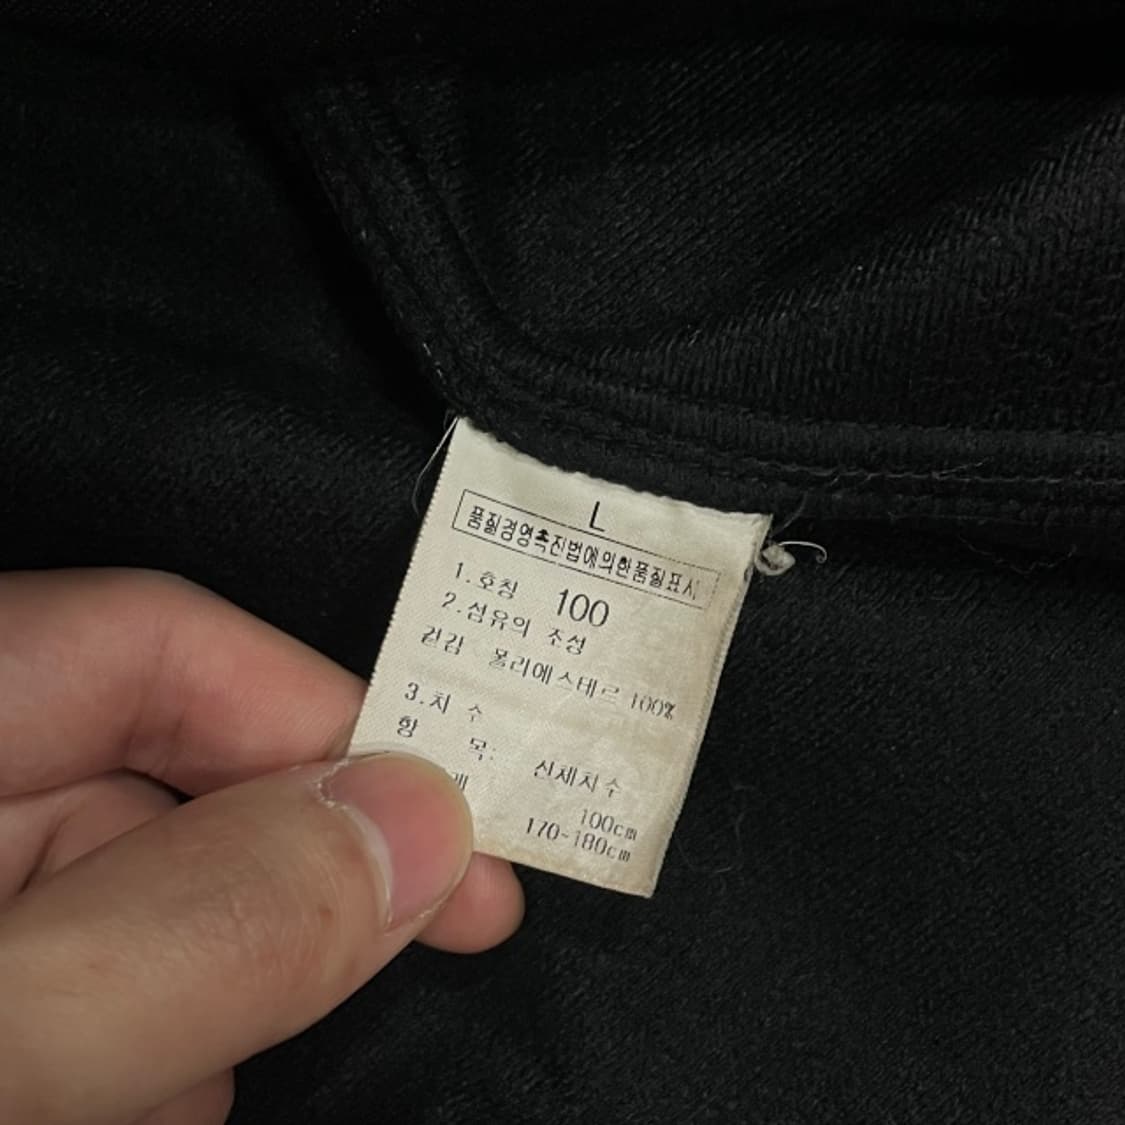 L
품질경영촉진법에의한품질표시
1.호칭 100
2.섬유의 조성
겉감 폴리에스테르 100%
3.치 수
항 목: 신체치수
100cm
170~180cm